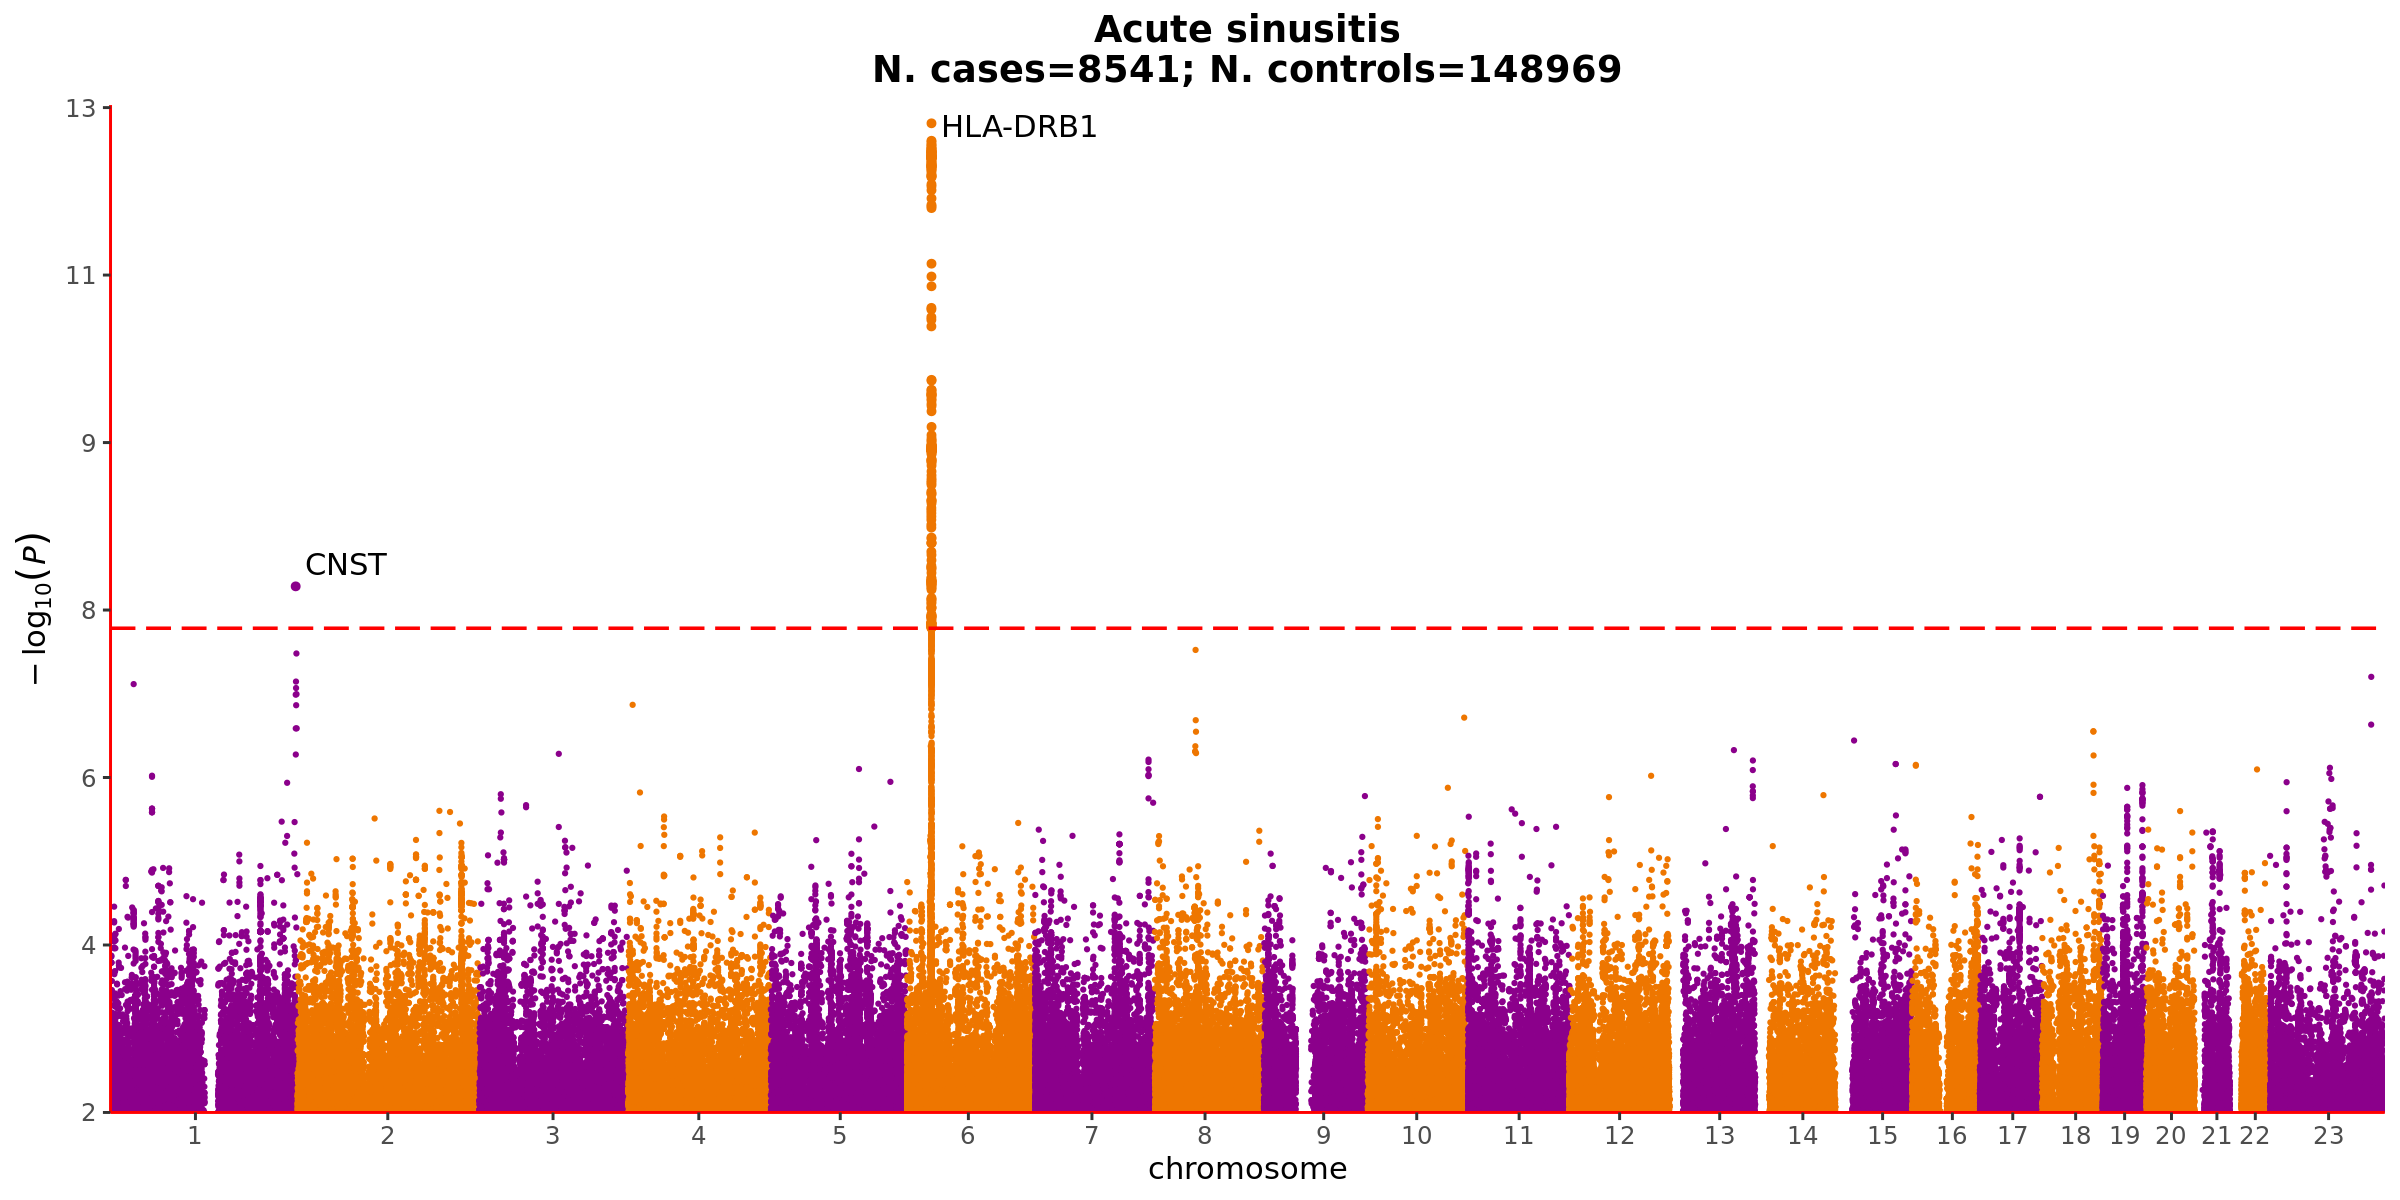 Acute sinusitis
N. cases=8541; N. controls=148969
13
HLA-DRB1
11
9
CNST
8
−log10(P)
6
4
2
1 2 3 4 5 6 7 8 9 10 11 12 13 14 15 16 17 18 19 20 21 22 23
chromosome